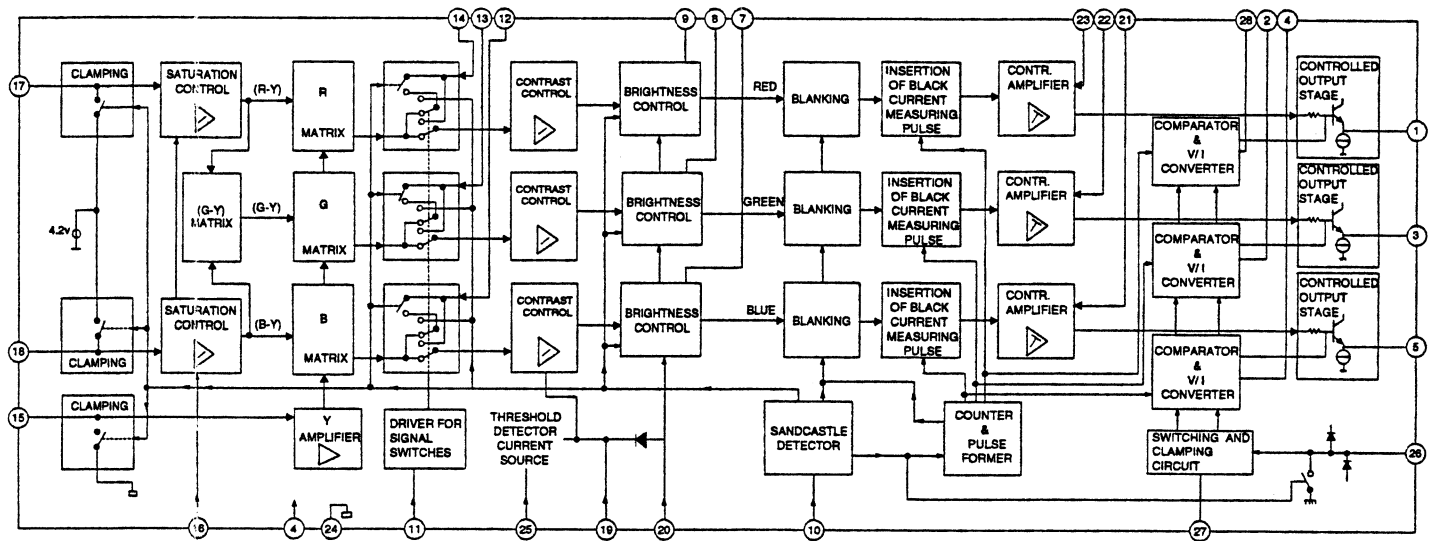 14 13 12 9 8 7 23 22 21 28 2 4
17
CLAMPING
SATURATION
CONTROL
(R-Y)
R
MATRIX
CONTRAST
CONTROL
BRIGHTNESS
CONTROL
RED
BLANKING
INSERTION
OF BLACK
CURRENT
MEASURING
PULSE
CONTR.
AMPLIFIER
COMPARATOR
&
V/I
CONVERTER
CONTROLLED
OUTPUT
STAGE
1
4.2v
(G-Y)
MATRIX
(G-Y)
G
MATRIX
CONTRAST
CONTROL
BRIGHTNESS
CONTROL
GREEN
BLANKING
INSERTION
OF BLACK
CURRENT
MEASURING
PULSE
CONTR.
AMPLIFIER
COMPARATOR
&
V/I
CONVERTER
CONTROLLED
OUTPUT
STAGE
3
18
CLAMPING
SATURATION
CONTROL
(B-Y)
B
MATRIX
CONTRAST
CONTROL
BRIGHTNESS
CONTROL
BLUE
BLANKING
INSERTION
OF BLACK
CURRENT
MEASURING
PULSE
CONTR.
AMPLIFIER
COMPARATOR
&
V/I
CONVERTER
CONTROLLED
OUTPUT
STAGE
5
15
CLAMPING
Y
AMPLIFIER
DRIVER FOR
SIGNAL
SWITCHES
THRESHOLD
DETECTOR
CURRENT
SOURCE
SANDCASTLE
DETECTOR
COUNTER
&
PULSE
FORMER
SWITCHING AND
CLAMPING
CIRCUIT
26
16 4 24 11 25 19 20 10 27